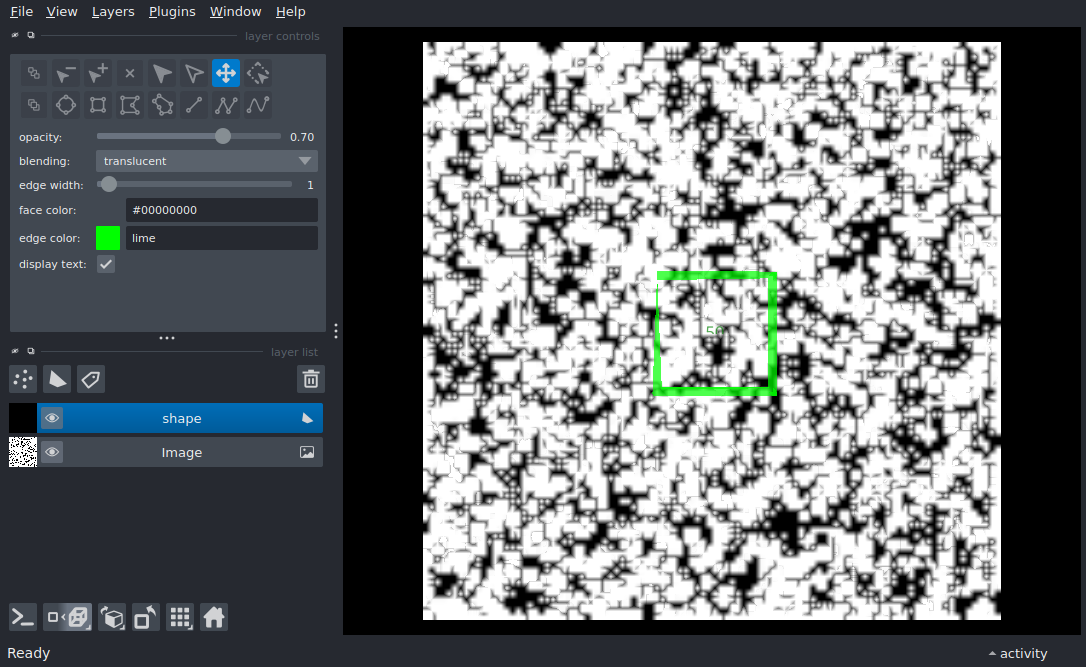 File View Layers Plugins Window Help
layer controls
opacity: 0.70
blending: translucent
edge width: 1
face color: #00000000
edge color: lime
display text:
layer list
shape
Image
Ready
activity